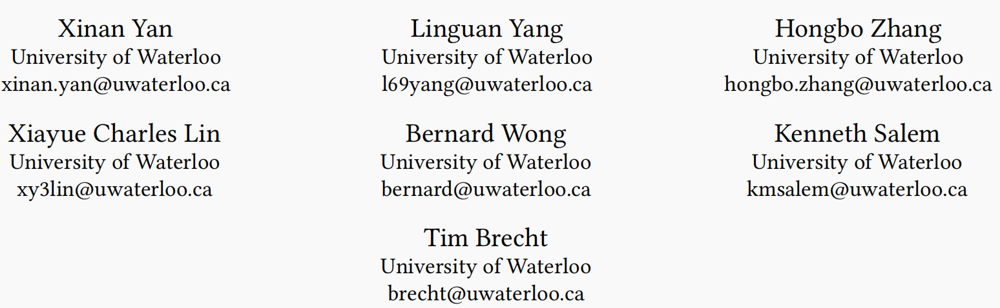 Xinan Yan
University of Waterloo
xinan.yan@uwaterloo.ca
Linguan Yang
University of Waterloo
l69yang@uwaterloo.ca
Hongbo Zhang
University of Waterloo
hongbo.zhang@uwaterloo.ca
Xiayue Charles Lin
University of Waterloo
xy3lin@uwaterloo.ca
Bernard Wong
University of Waterloo
bernard@uwaterloo.ca
Kenneth Salem
University of Waterloo
kmsalem@uwaterloo.ca
Tim Brecht
University of Waterloo
brecht@uwaterloo.ca